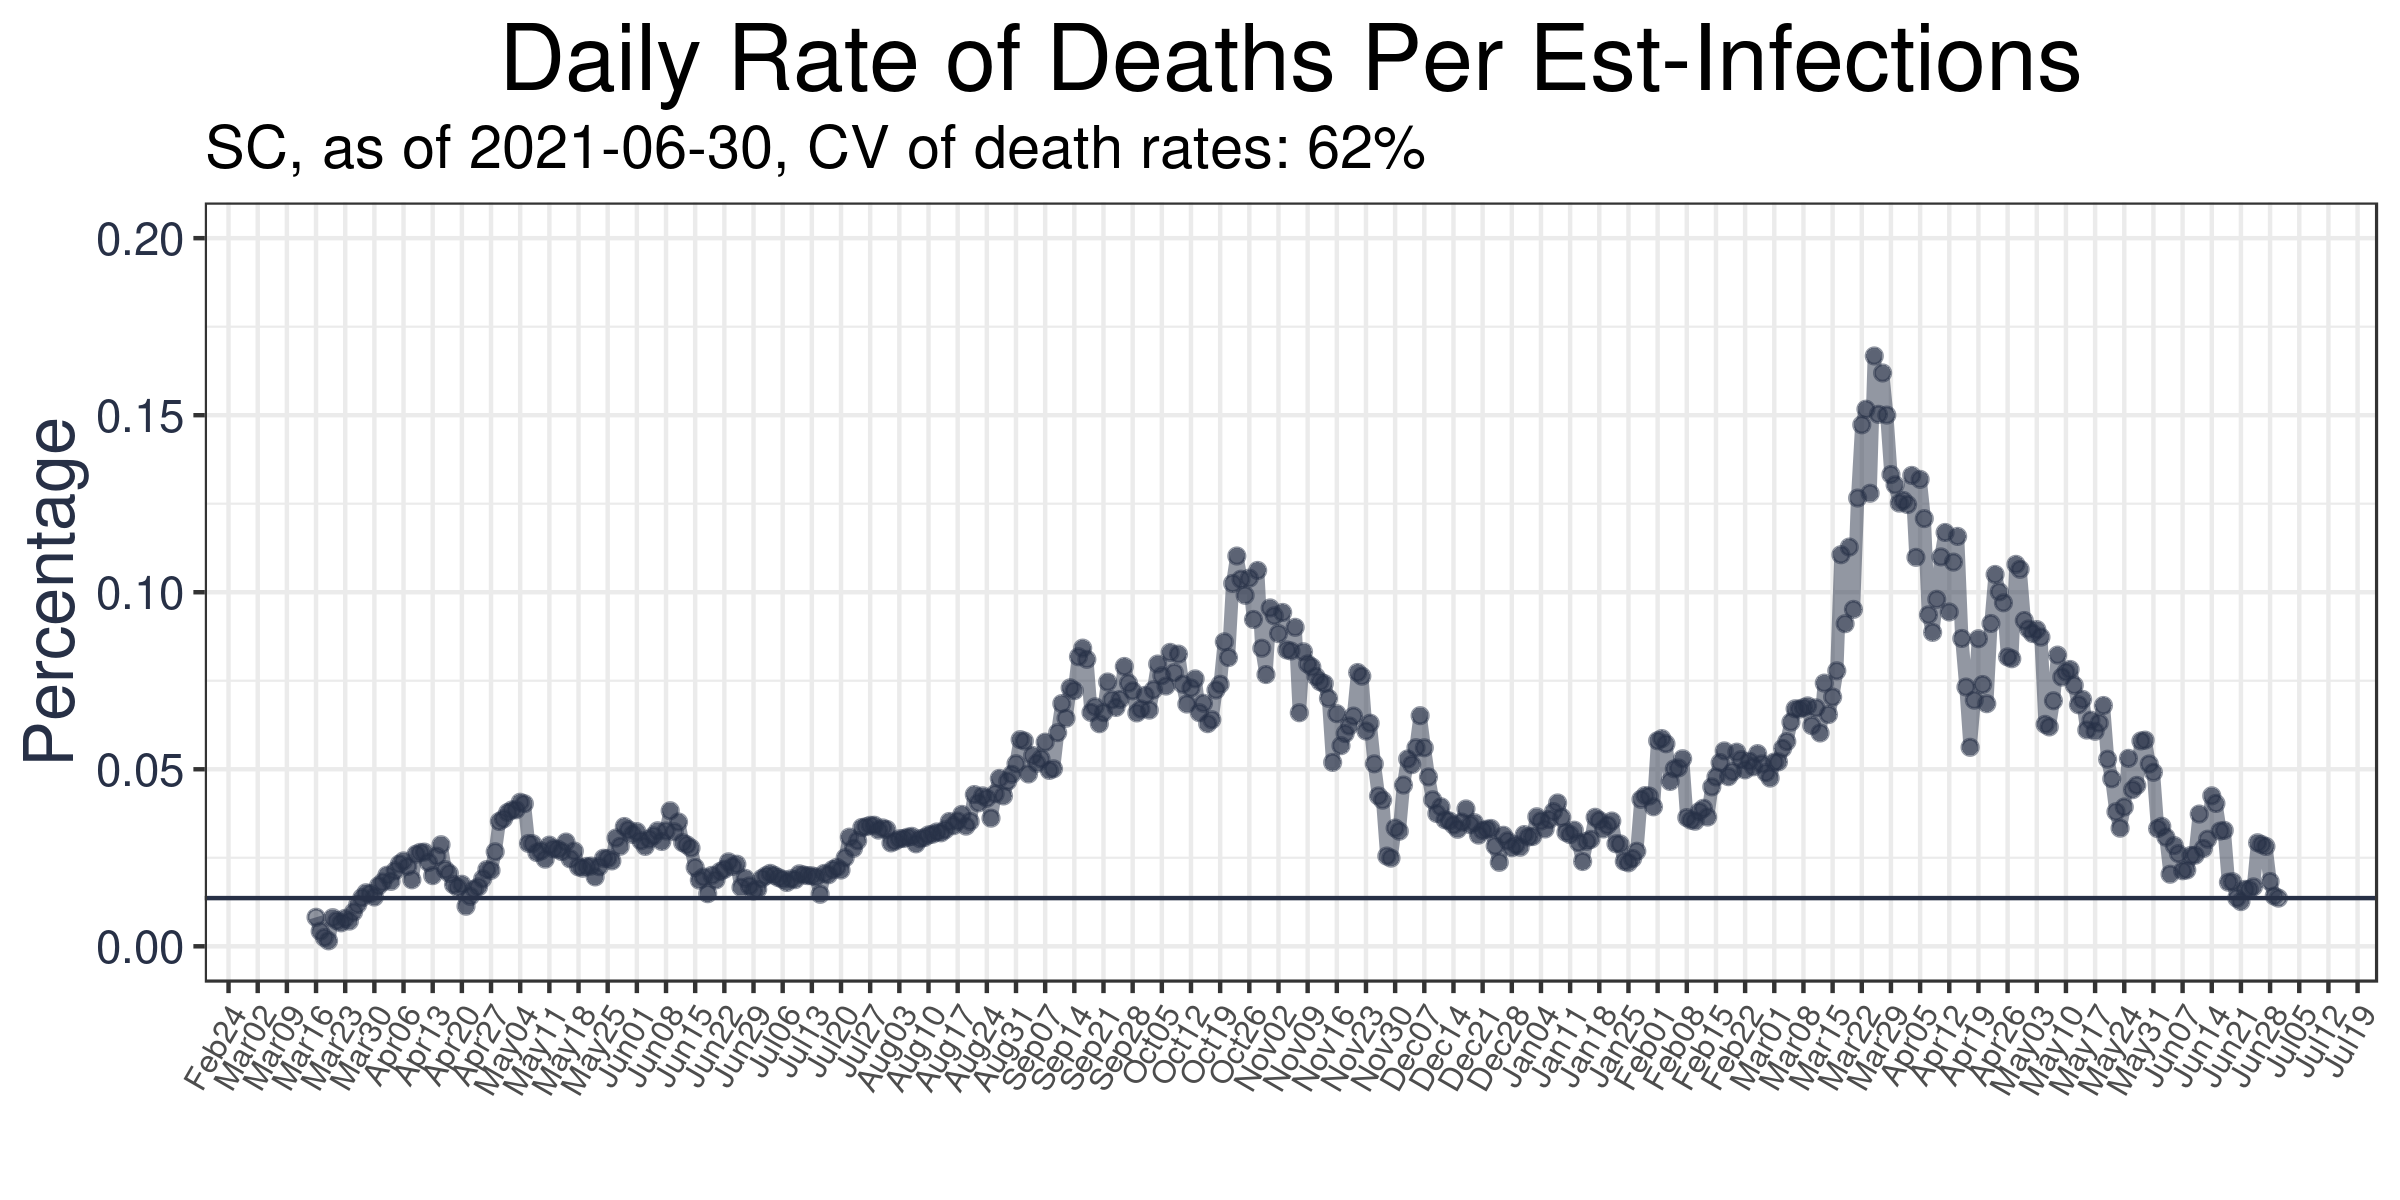 Daily Rate of Deaths Per Est-Infections
SC, as of 2021-06-30, CV of death rates: 62%
Percentage
0.20
0.15
0.10
0.05
0.00
Feb24
Mar02
Mar09
Mar16
Mar23
Mar30
Apr06
Apr13
Apr20
Apr27
May04
May11
May18
May25
Jun01
Jun08
Jun15
Jun22
Jun29
Jul06
Jul13
Jul20
Jul27
Aug03
Aug10
Aug17
Aug24
Aug31
Sep07
Sep14
Sep21
Sep28
Oct05
Oct12
Oct19
Oct26
Nov02
Nov09
Nov16
Nov23
Nov30
Dec07
Dec14
Dec21
Dec28
Jan04
Jan11
Jan18
Jan25
Feb01
Feb08
Feb15
Feb22
Mar01
Mar08
Mar15
Mar22
Mar29
Apr05
Apr12
Apr19
Apr26
May03
May10
May17
May24
May31
Jun07
Jun14
Jun21
Jun28
Jul05
Jul12
Jul19